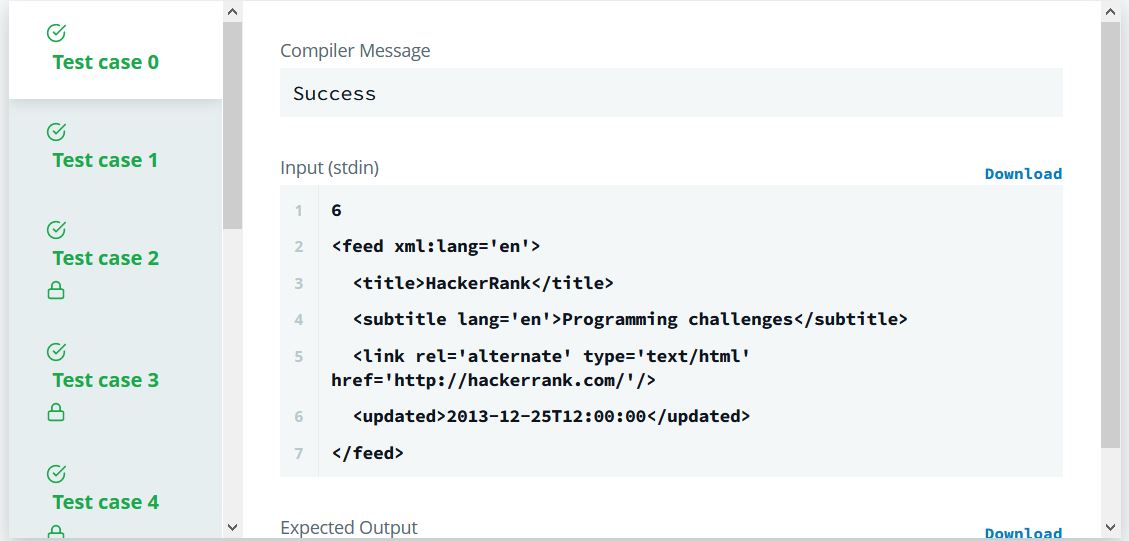 Test case 0
Test case 1
Test case 2
Test case 3
Test case 4
Compiler Message
Success
Input (stdin)
Download
1 6
2 <feed xml:lang='en'>
3 <title>HackerRank</title>
4 <subtitle lang='en'>Programming challenges</subtitle>
5 <link rel='alternate' type='text/html'
href='http://hackerrank.com/'/>
6 <updated>2013-12-25T12:00:00</updated>
7 </feed>
Expected Output
Download